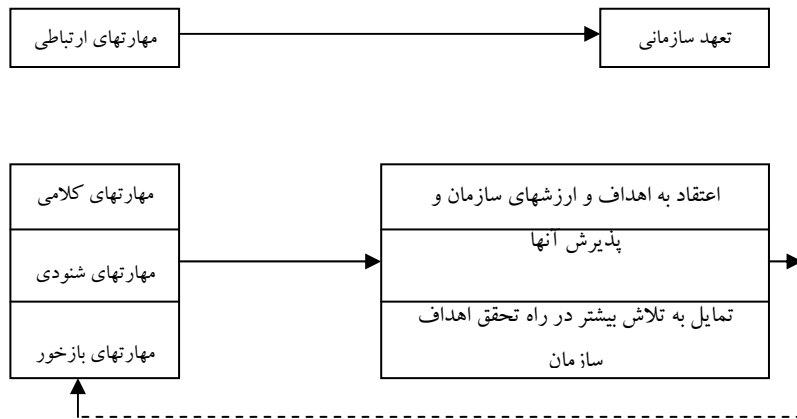 تعهد سازمانی
مهارتهای ارتباطی
مهارتهای کلامی
مهارتهای شنودی
مهارتهای بازخور
اعتقاد به اهداف و ارزشهای سازمان و
پذیرش آنها
تمایل به تلاش بیشتر در راه تحقق اهداف
سازمان